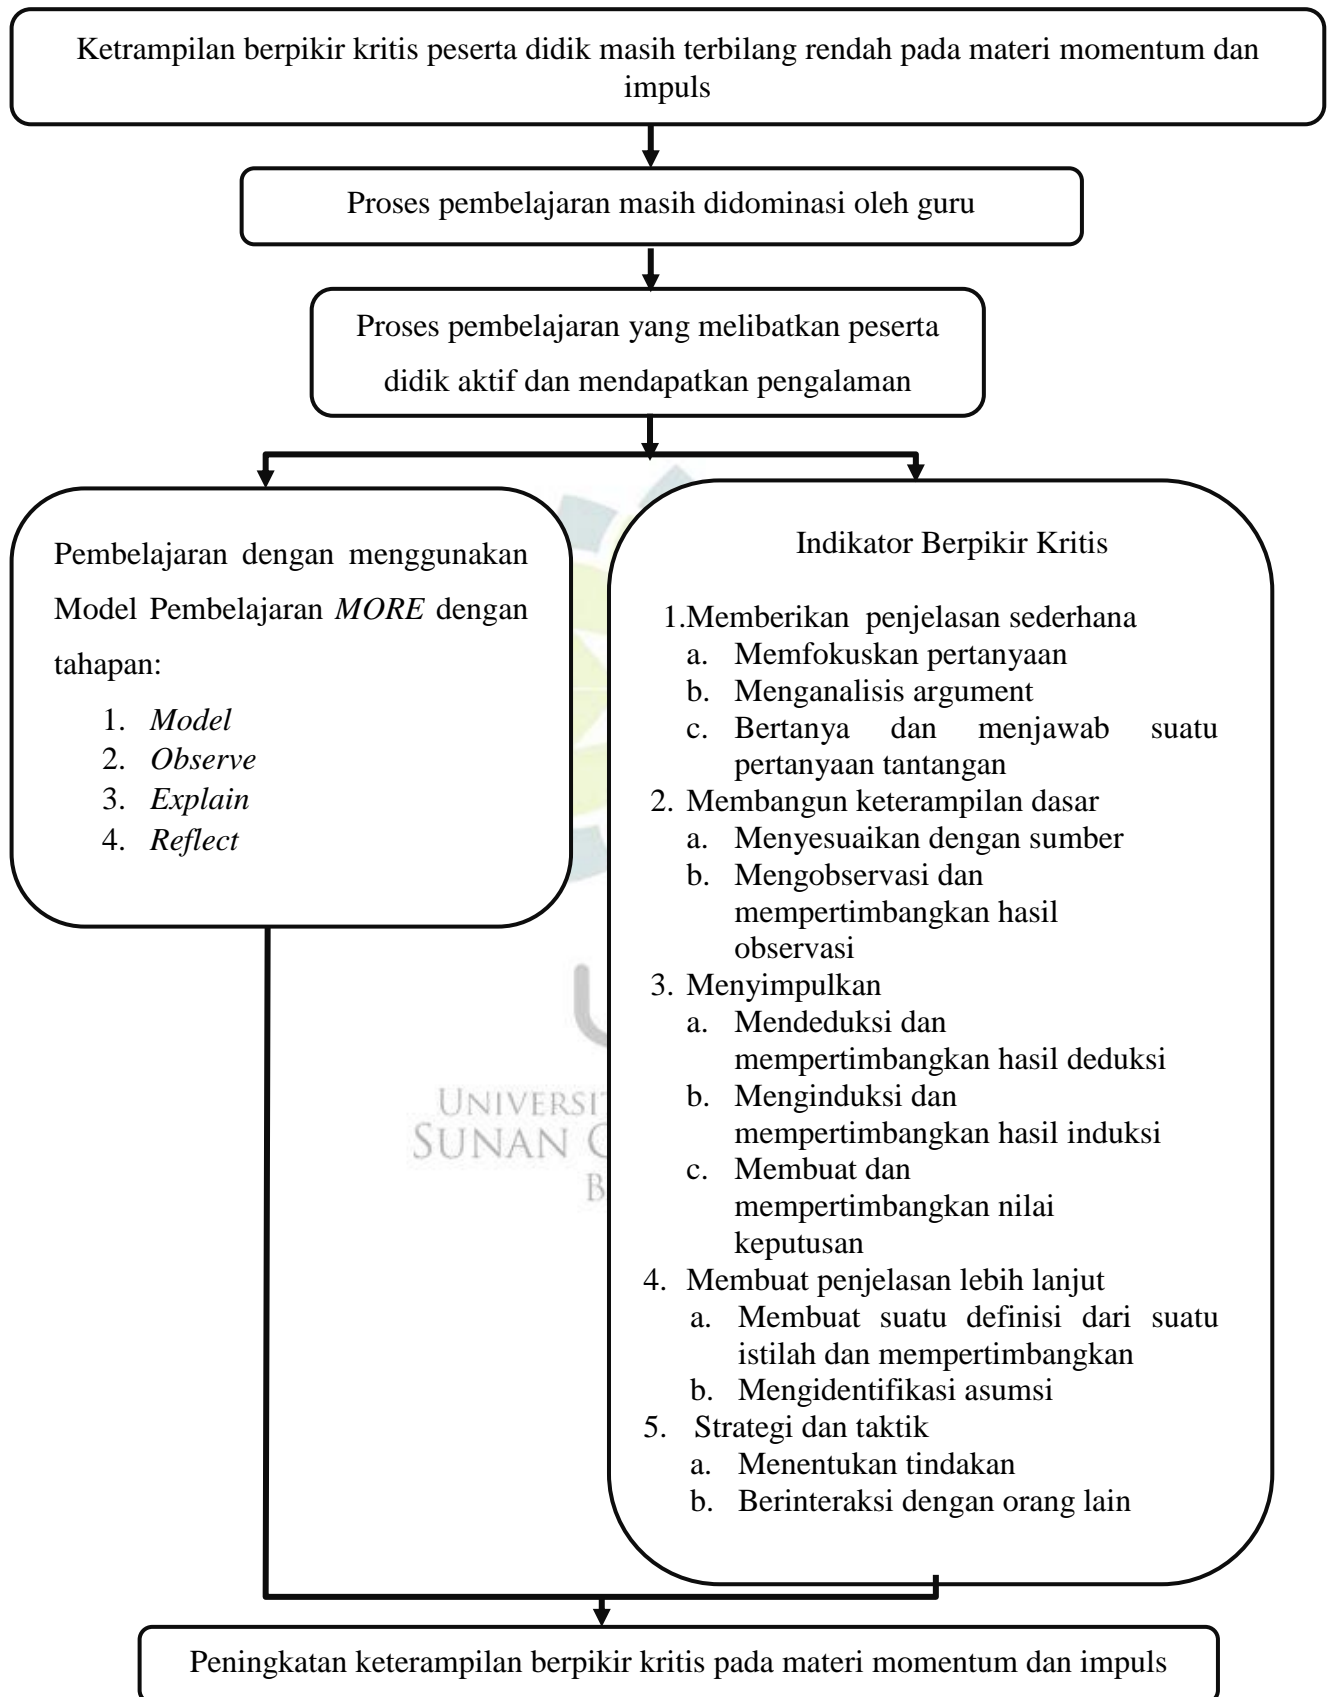 Ketrampilan berpikir kritis peserta didik masih terbilang rendah pada materi momentum dan
impuls
Proses pembelajaran masih didominasi oleh guru
Proses pembelajaran yang melibatkan peserta
didik aktif dan mendapatkan pengalaman
Pembelajaran dengan menggunakan
Model Pembelajaran MORE dengan
tahapan:
1. Model
2. Observe
3. Explain
4. Reflect
Indikator Berpikir Kritis
1.Memberikan penjelasan sederhana
a. Memfokuskan pertanyaan
b. Menganalisis argument
c. Bertanya dan menjawab suatu
pertanyaan tantangan
2. Membangun keterampilan dasar
a. Menyesuaikan dengan sumber
b. Mengobservasi dan
mempertimbangkan hasil
observasi
3. Menyimpulkan
a. Mendeduksi dan
mempertimbangkan hasil deduksi
b. Menginduksi dan
mempertimbangkan hasil induksi
c. Membuat dan
mempertimbangkan nilai
keputusan
4. Membuat penjelasan lebih lanjut
a. Membuat suatu definisi dari suatu
istilah dan mempertimbangkan
b. Mengidentifikasi asumsi
5. Strategi dan taktik
a. Menentukan tindakan
b. Berinteraksi dengan orang lain
SUNAN
Peningkatan keterampilan berpikir kritis pada materi momentum dan impuls